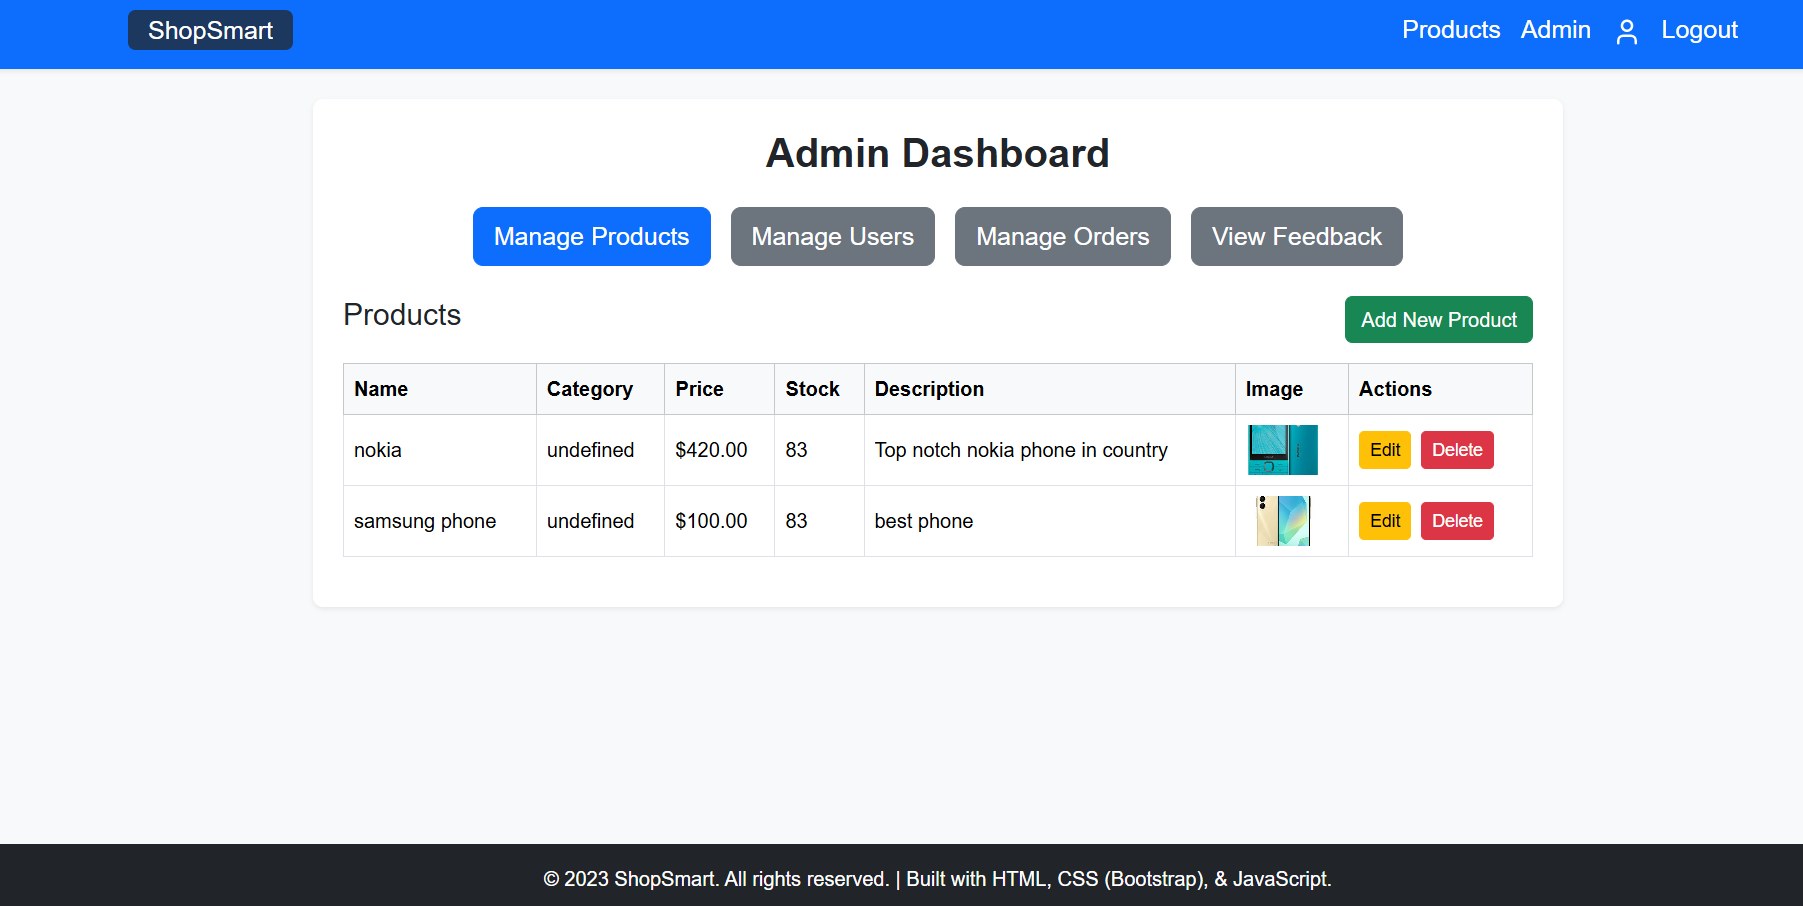 ShopSmart
Products Admin Logout
Admin Dashboard
Manage Products Manage Users Manage Orders View Feedback
Products
Add New Product
Name Category Price Stock Description Image Actions
nokia undefined $420.00 83 Top notch nokia phone in country Edit Delete
samsung phone undefined $100.00 83 best phone Edit Delete
© 2023 ShopSmart. All rights reserved. | Built with HTML, CSS (Bootstrap), & JavaScript.